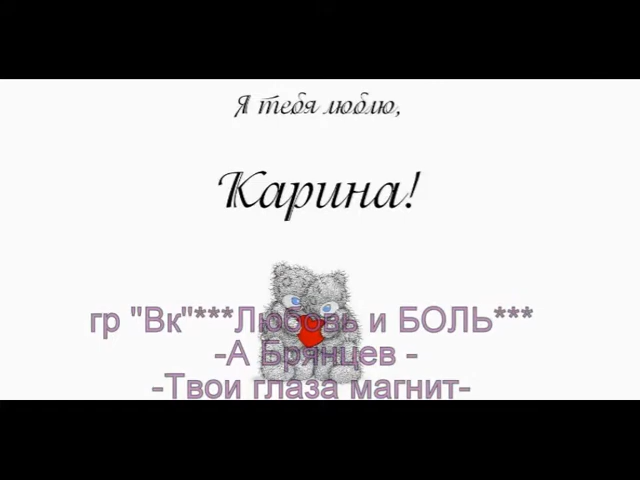 Я тебя люблю,
Карина!
гр "Вк"***Любовь и БОЛЬ***
-А Брянцев -
-Твои глаза магнит-